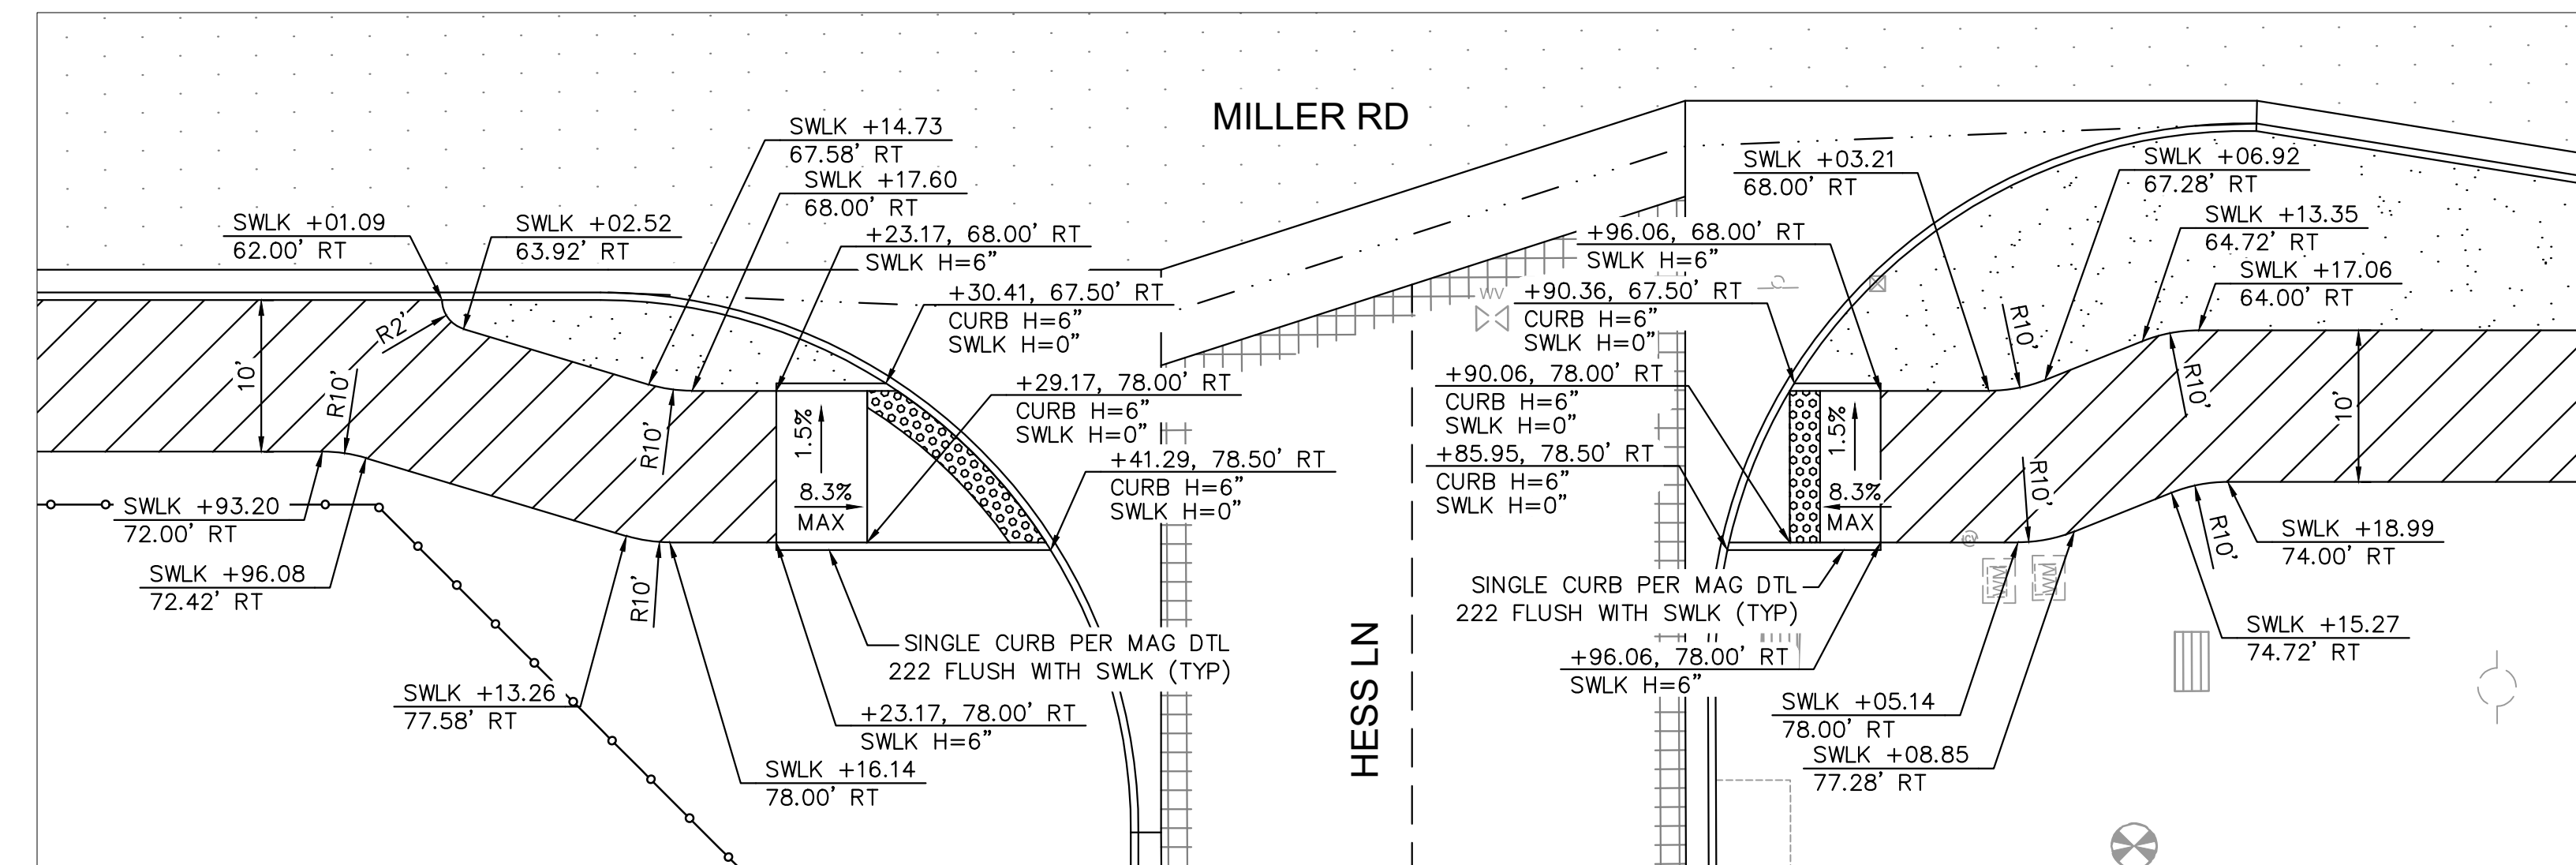 MILLER RD
SWLK +14.73
67.58' RT
SWLK +17.60
68.00' RT
SWLK +01.09
62.00' RT
SWLK +02.52
63.92' RT
+23.17, 68.00' RT
SWLK H=6"
+30.41, 67.50' RT
CURB H=6"
SWLK H=0"
+29.17, 78.00' RT
CURB H=6"
SWLK H=0"
+41.29, 78.50' RT
CURB H=6"
SWLK H=0"
R2'
10'
R10'
R10'
1.5%
8.3%
MAX
SWLK +93.20
72.00' RT
SWLK +96.08
72.42' RT
R10'
SINGLE CURB PER MAG DTL
222 FLUSH WITH SWLK (TYP)
SWLK +13.26
77.58' RT
+23.17, 78.00' RT
SWLK H=6"
SWLK +16.14
78.00' RT
HESS LN
SWLK +03.21
68.00' RT
SWLK +06.92
67.28' RT
SWLK +13.35
64.72' RT
SWLK +17.06
64.00' RT
+96.06, 68.00' RT
SWLK H=6"
WV
+90.36, 67.50' RT
CURB H=6"
SWLK H=0"
+90.06, 78.00' RT
CURB H=6"
SWLK H=0"
+85.95, 78.50' RT
CURB H=6"
SWLK H=0"
R10'
R10'
10'
1.5%
8.3%
MAX
R10'
R10'
SWLK +18.99
74.00' RT
WM
WM
SINGLE CURB PER MAG DTL
222 FLUSH WITH SWLK (TYP)
SWLK +15.27
74.72' RT
+96.06, 78.00' RT
SWLK H=6"
SWLK +05.14
78.00' RT
SWLK +08.85
77.28' RT